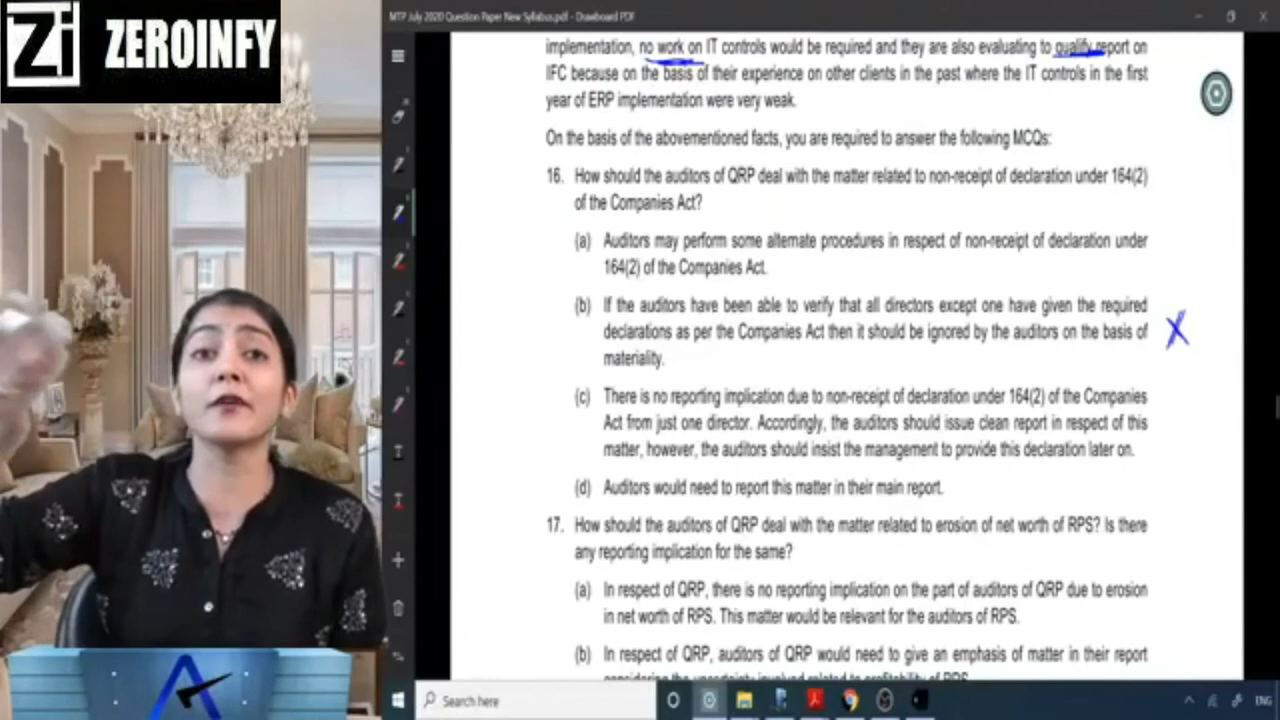 Zi ZEROINFY
MTP July 2020 Question Paper New Syllabus.pdf - Drawboard PDF
implementation, no work on IT controls would be required and they are also evaluating to qualify report on
IFC because on the basis of their experience on other clients in the past where the IT controls in the first
year of ERP implementation were very weak.
On the basis of the abovementioned facts, you are required to answer the following MCQs:
16. How should the auditors of QRP deal with the matter related to non-receipt of declaration under 164(2)
of the Companies Act?
(a) Auditors may perform some alternate procedures in respect of non-receipt of declaration under
164(2) of the Companies Act.
(b) If the auditors have been able to verify that all directors except one have given the required
declarations as per the Companies Act then it should be ignored by the auditors on the basis of
materiality.
(c) There is no reporting implication due to non-receipt of declaration under 164(2) of the Companies
Act from just one director. Accordingly, the auditors should issue clean report in respect of this
matter, however, the auditors should insist the management to provide this declaration later on.
(d) Auditors would need to report this matter in their main report.
17. How should the auditors of QRP deal with the matter related to erosion of net worth of RPS? Is there
any reporting implication for the same?
(a) In respect of QRP, there is no reporting implication on the part of auditors of QRP due to erosion
in net worth of RPS. This matter would be relevant for the auditors of RPS.
(b) In respect of QRP, auditors of QRP would need to give an emphasis of matter in their report
considering the uncertainty involved related to profitability of RPS.
Search here
ENG